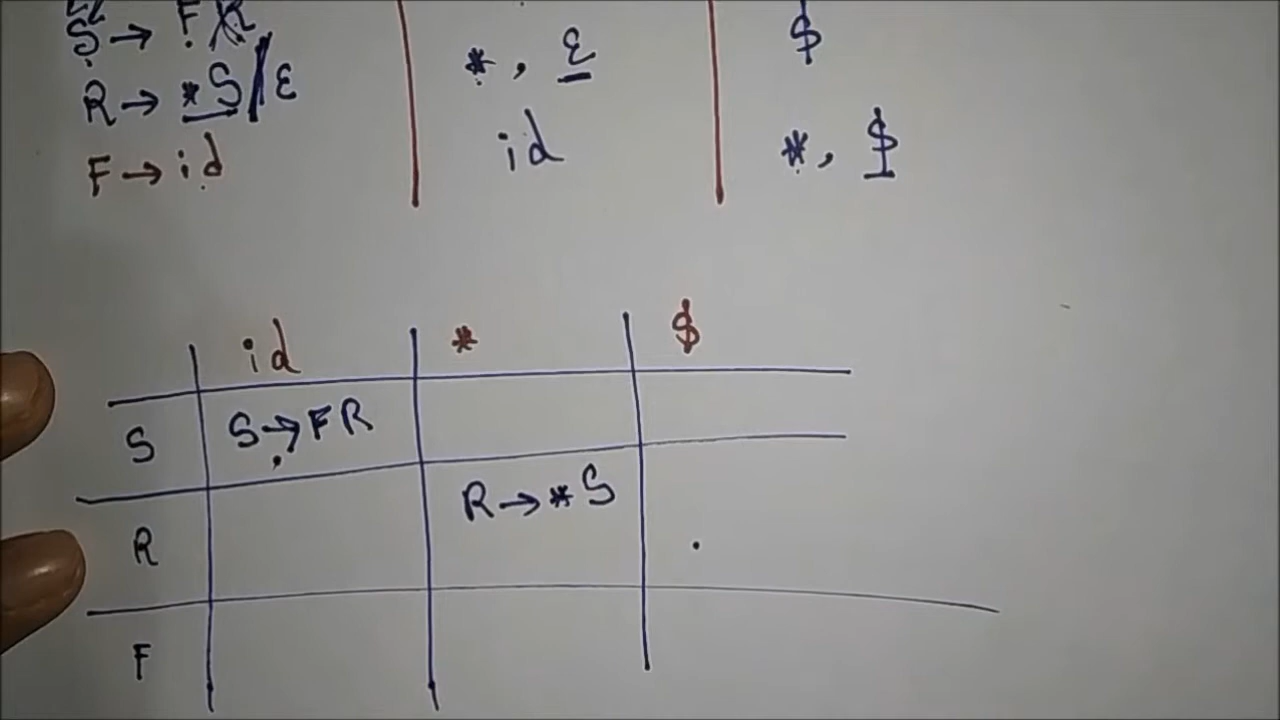 S → FR
$
R → *S/ε
*, ε
F → id
id
*, $
id * $
S S → FR
R R → *S
F